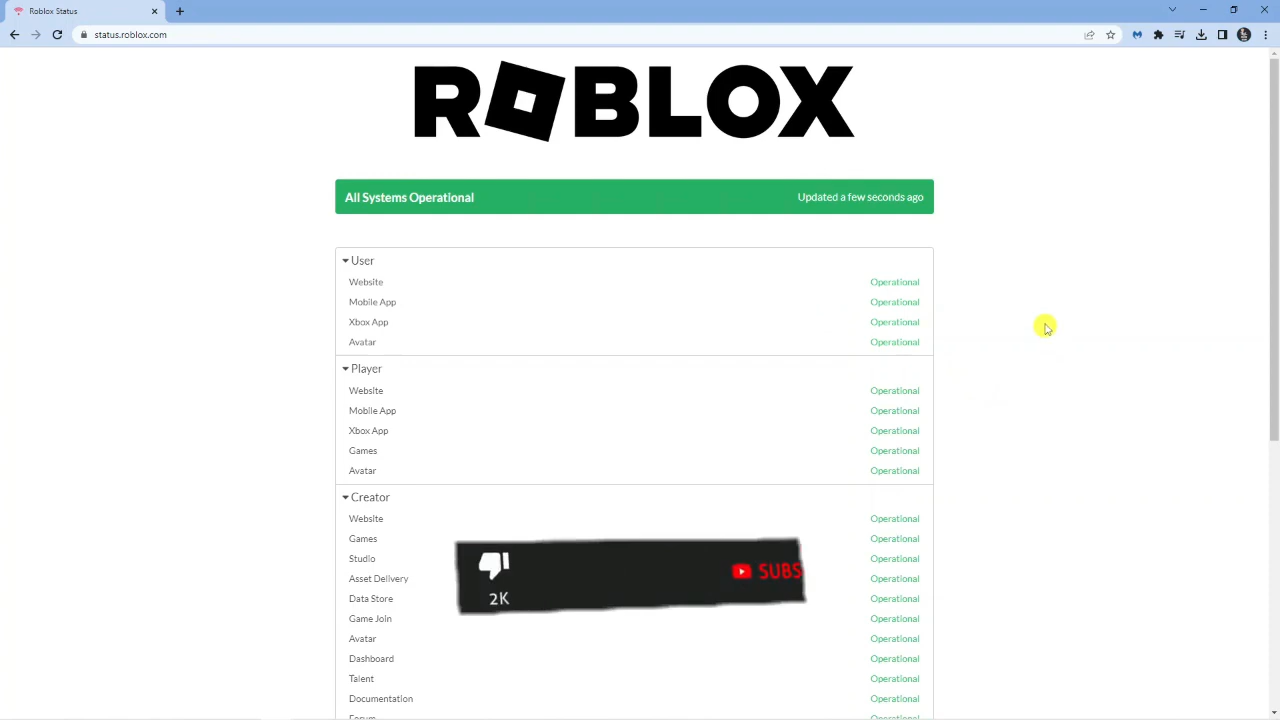 Roblox Status
status.roblox.com
ROBLOX
All Systems Operational Updated a few seconds ago
User
Website Operational
Mobile App Operational
Xbox App Operational
Avatar Operational
Player
Website Operational
Mobile App Operational
Xbox App Operational
Games Operational
Avatar Operational
Creator
Website Operational
Games Operational
Studio Operational
Asset Delivery Operational
Data Store Operational
Game Join Operational
Avatar Operational
Dashboard Operational
Talent Operational
Documentation Operational
Forum Operational
2K
SUBS